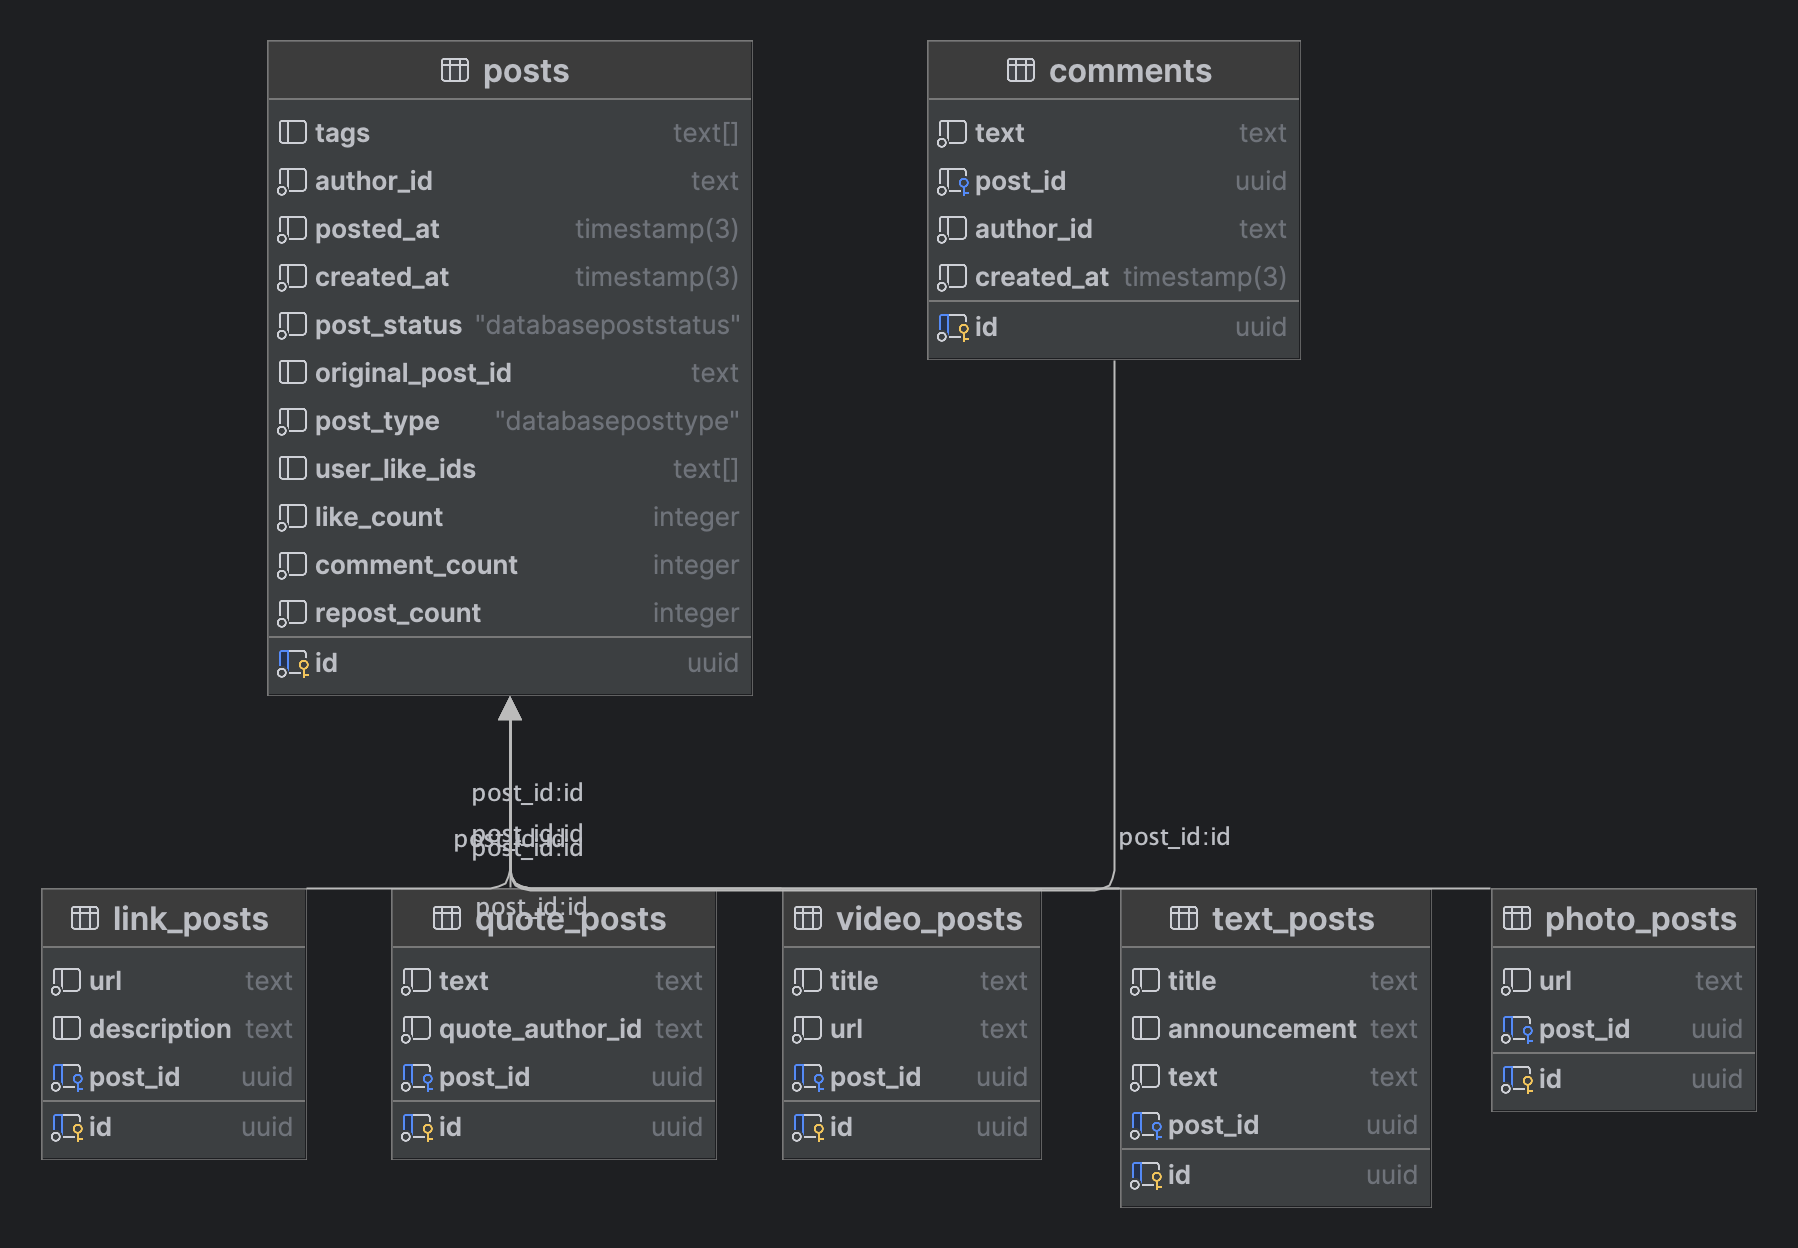 posts
tags text[]
author_id text
posted_at timestamp(3)
created_at timestamp(3)
post_status "databasepoststatus"
original_post_id text
post_type "databaseposttype"
user_like_ids text[]
like_count integer
comment_count integer
repost_count integer
id uuid
comments
text text
post_id uuid
author_id text
created_at timestamp(3)
id uuid
post_id:id
post_id:id
post_id:id
post_id:id
post_id:id
post_id:id
link_posts
url text
description text
post_id uuid
id uuid
quote_posts
text text
quote_author_id text
post_id uuid
id uuid
video_posts
title text
url text
post_id uuid
id uuid
text_posts
title text
announcement text
text text
post_id uuid
id uuid
photo_posts
url text
post_id uuid
id uuid